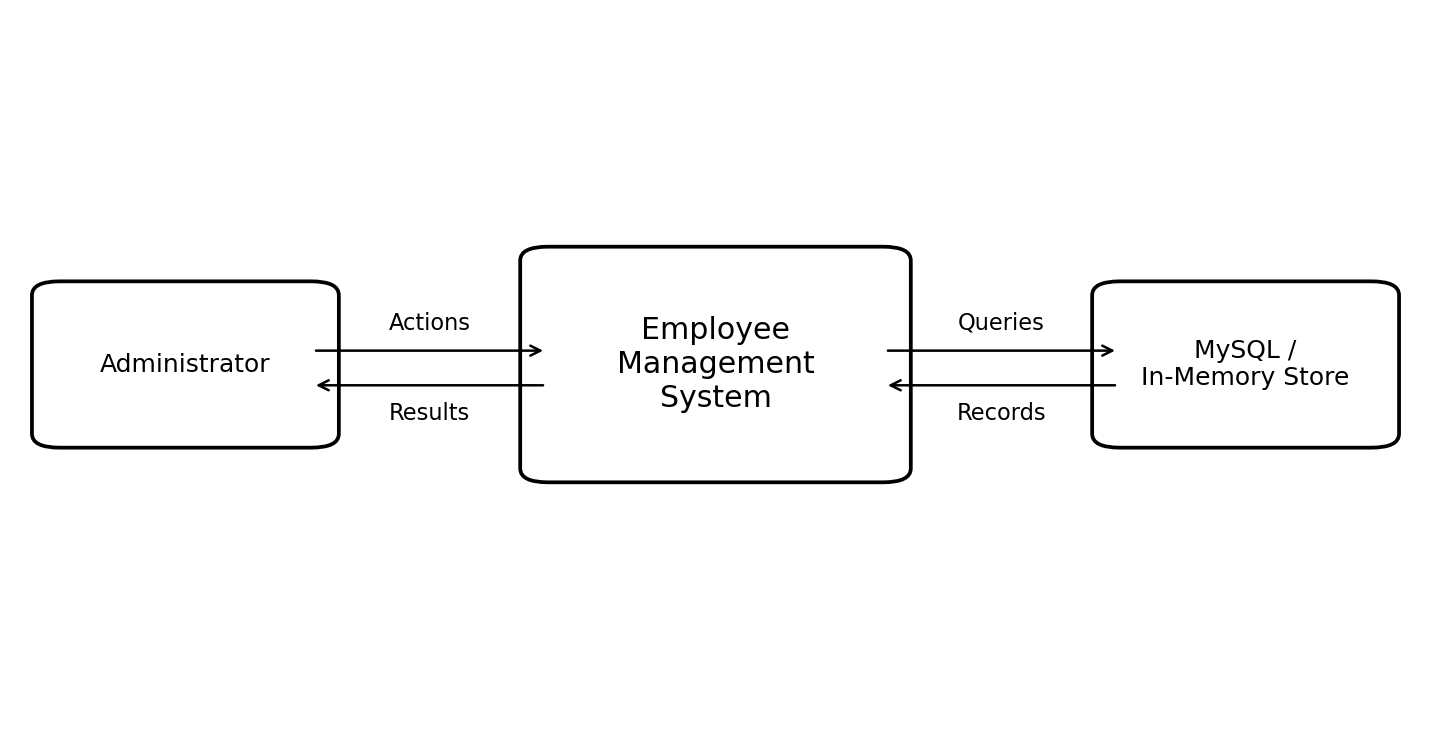 Administrator
Actions
Results
Employee
Management
System
Queries
Records
MySQL /
In-Memory Store